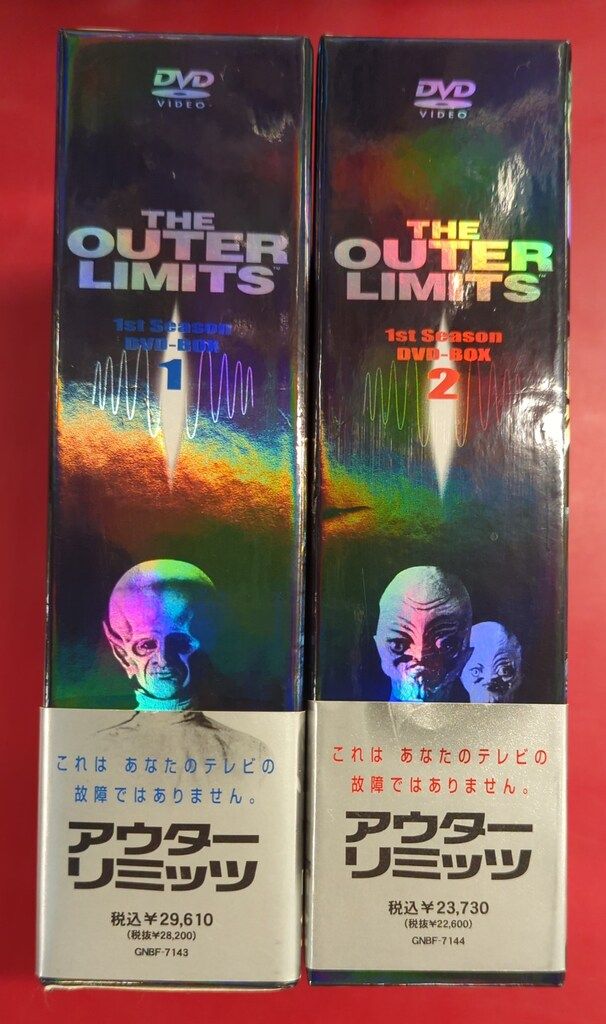 DVD
VIDEO
THE
OUTER
LIMITS™
1st Season
DVD-BOX
1
これは あなたのテレビの
故障ではありません。
アウター
リミッツ
税込¥29,610
(税抜¥28,200)
GNBF-7143
DVD
VIDEO
THE
OUTER
LIMITS™
1st Season
DVD-BOX
2
これは あなたのテレビの
故障ではありません。
アウター
リミッツ
税込¥23,730
(税抜¥22,600)
GNBF-7144